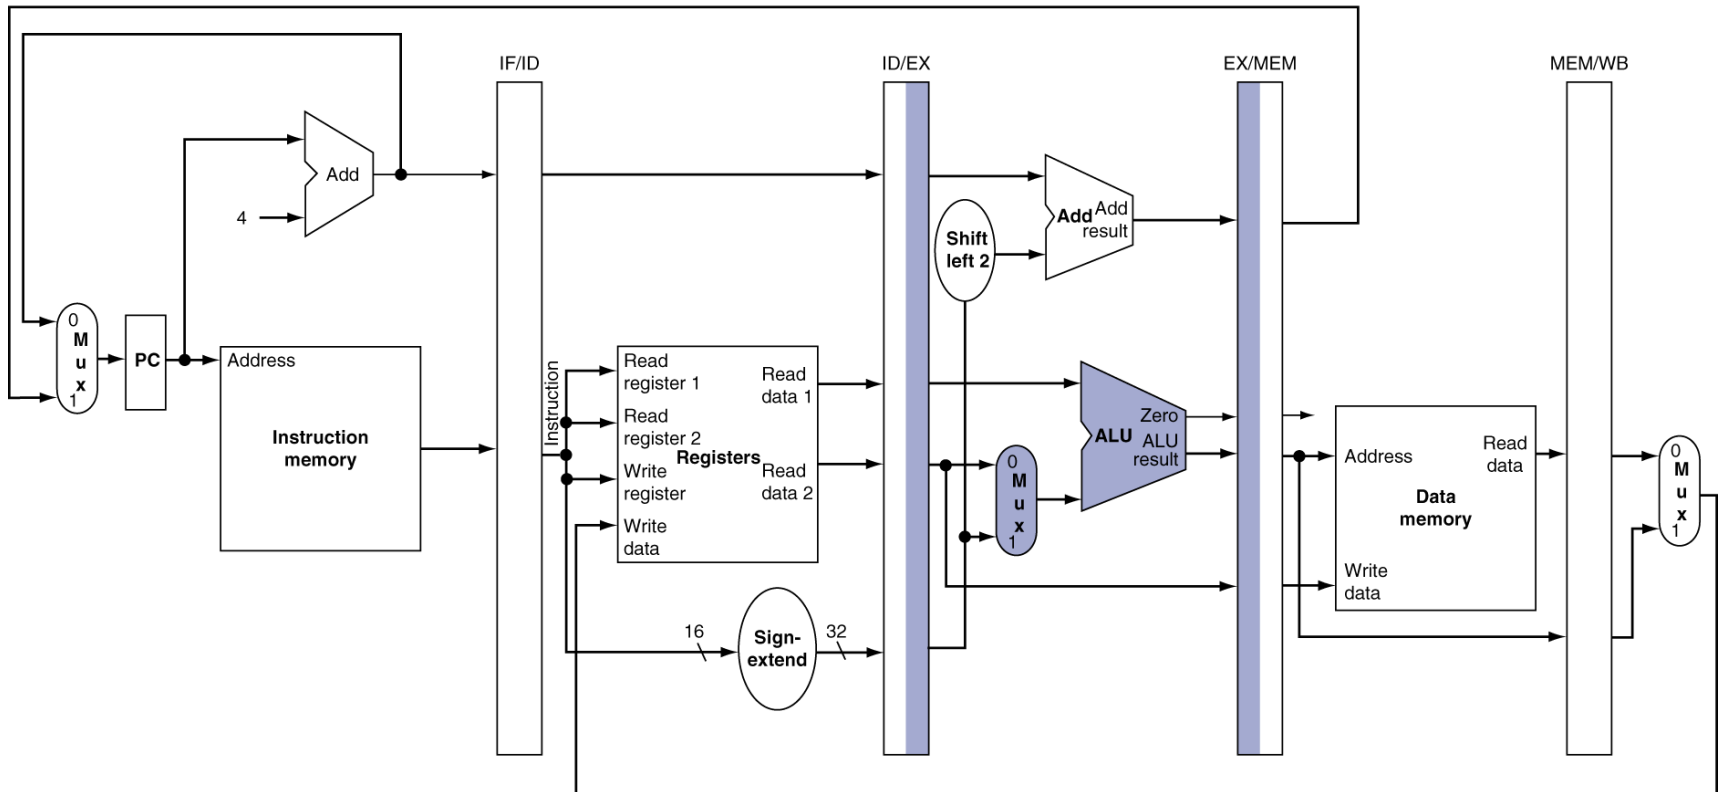 IF/ID
ID/EX
EX/MEM
MEM/WB
Add
4
Add
Add
result
Shift
left 2
0
M
u
x
1
PC
Address
Instruction
memory
Instruction
Read
register 1
Read
register 2
Write
register
Write
data
Registers
Read
data 1
Read
data 2
16
Sign-
extend
32
0
M
u
x
1
ALU
Zero
ALU
result
Address
Read
data
Data
memory
Write
data
0
M
u
x
1